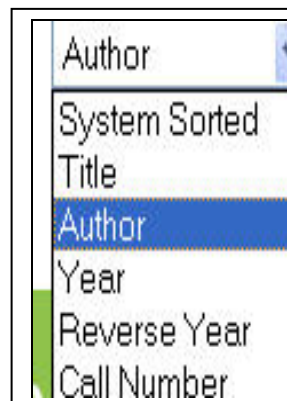 Author
System Sorted
Title
Author
Year
Reverse Year
Call Number